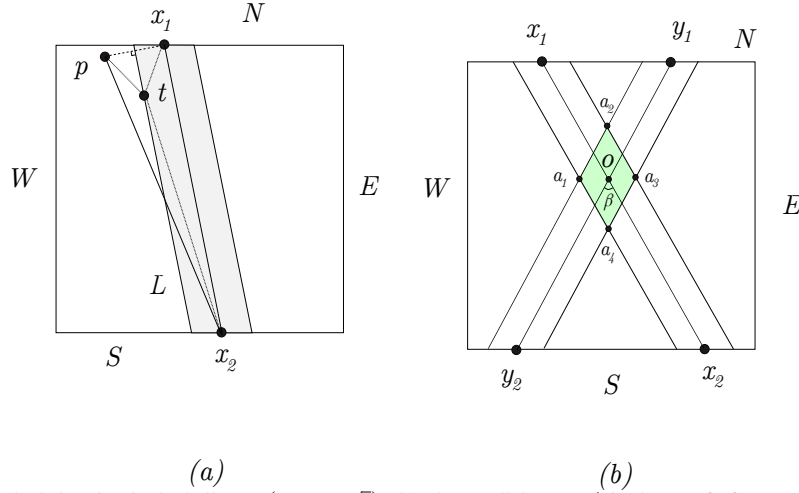 x1 N
p t
W E
L
S x2
(a)
x1 y1 N
a2
o
a1 a3
W β E
a4
y2 S x2
(b)